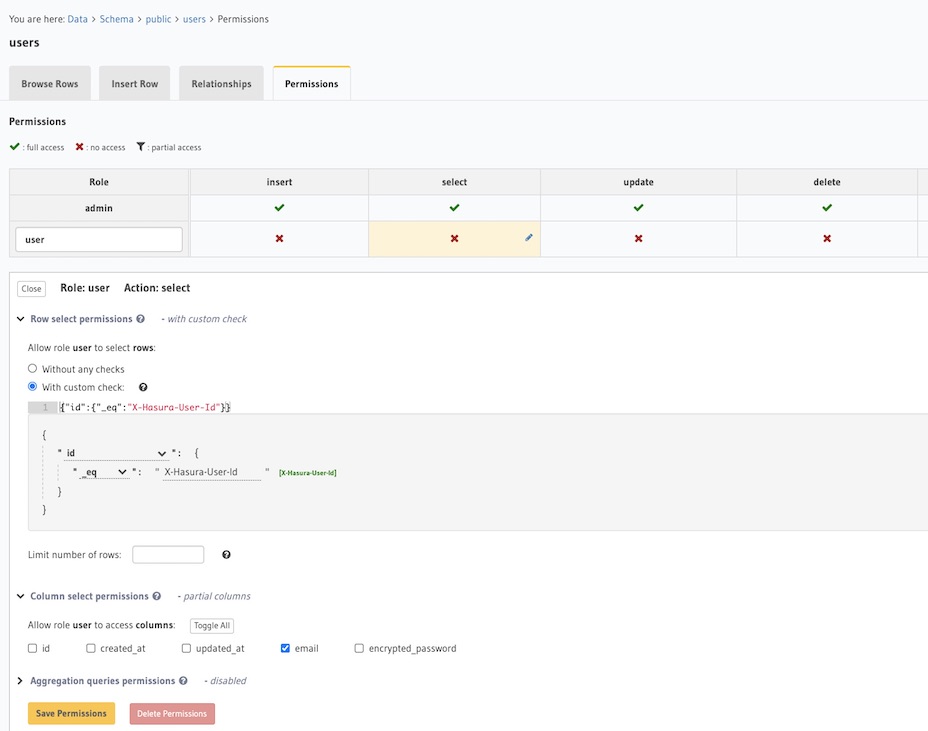 You are here: Data > Schema > public > users > Permissions
users
Browse Rows Insert Row Relationships Permissions
Permissions
: full access : no access : partial access
Role insert select update delete
admin
user
Close Role: user Action: select
Row select permissions - with custom check
Allow role user to select rows:
Without any checks
With custom check:
1 {"id":{"_eq":"X-Hasura-User-Id"}}
{
" id ": {
" _eq ": " X-Hasura-User-Id " [X-Hasura-User-Id]
}
}
Limit number of rows:
Column select permissions - partial columns
Allow role user to access columns: Toggle All
id created_at updated_at email encrypted_password
Aggregation queries permissions - disabled
Save Permissions Delete Permissions